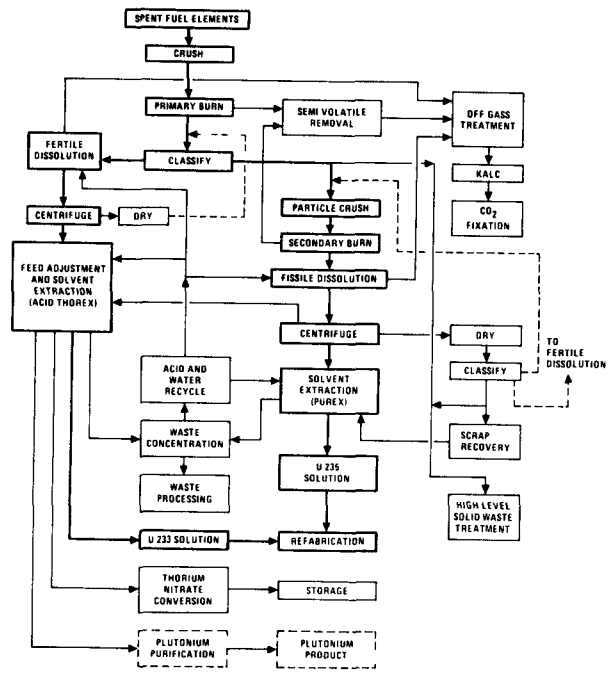 SPENT FUEL ELEMENTS
CRUSH
PRIMARY BURN
SEMI VOLATILE
REMOVAL
OFF GASS
TREATMENT
FERTILE
DISSOLUTION
CLASSIFY
KALC
CO2
FIXATION
CENTRIFUGE
DRY
PARTICLE CRUSH
SECONDARY BURN
FEED ADJUSTMENT
AND SOLVENT
EXTRACTION
(ACID THOREX)
FISSILE DISSOLUTION
CENTRIFUGE
DRY
TO
FERTILE
DISSOLUTION
CLASSIFY
ACID AND
WATER
RECYCLE
SOLVENT
EXTRACTION
(PUREX)
WASTE
CONCENTRATION
SCRAP
RECOVERY
WASTE
PROCESSING
U 235
SOLUTION
HIGH LEVEL
SOLID WASTE
TREATMENT
U 233 SOLUTION
REFABRICATION
THORIUM
NITRATE
CONVERSION
STORAGE
PLUTONIUM
PURIFICATION
PLUTONIUM
PRODUCT